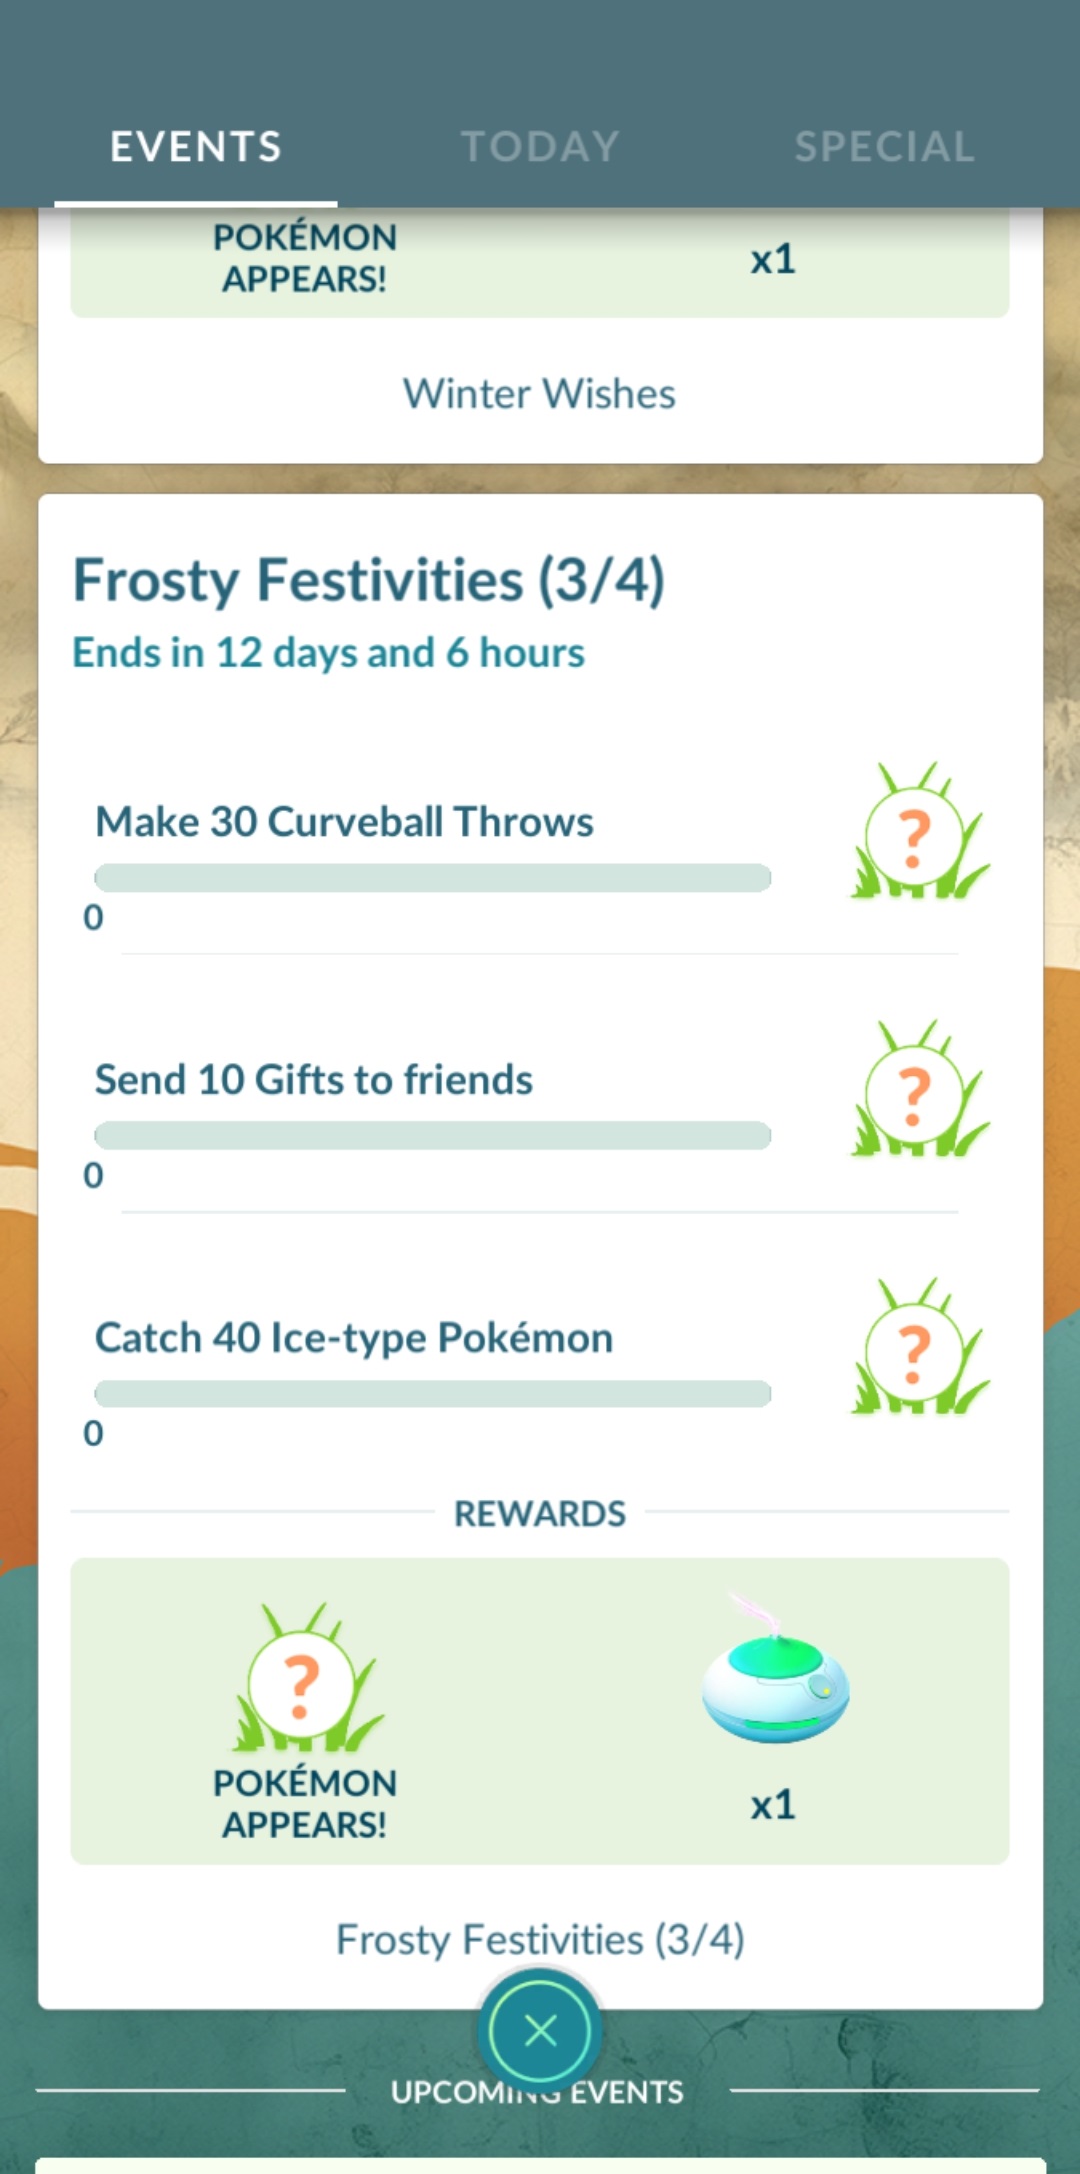 EVENTS
TODAY
SPECIAL
POKÉMON
APPEARS!
x1
Winter Wishes
Frosty Festivities (3/4)
Ends in 12 days and 6 hours
Make 30 Curveball Throws
?
0
Send 10 Gifts to friends
?
0
Catch 40 Ice-type Pokémon
?
0
REWARDS
?
POKÉMON
APPEARS!
x1
Frosty Festivities (3/4)
UPCOMING EVENTS